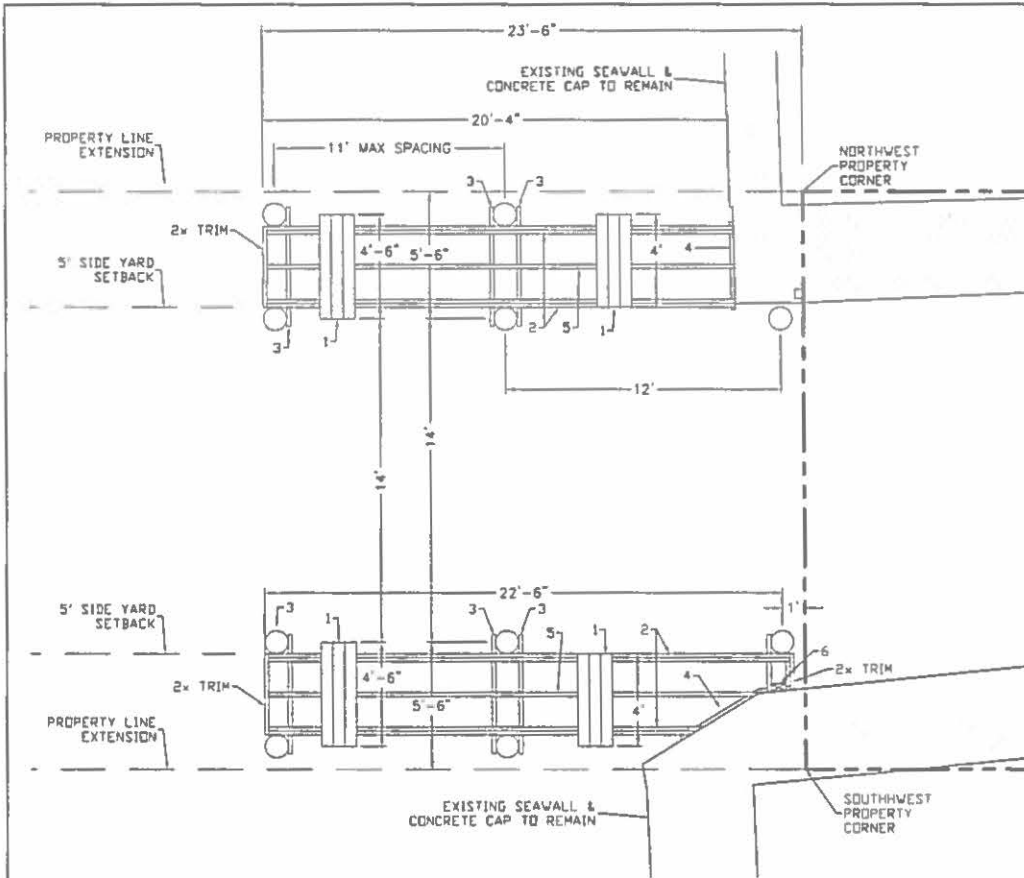 23'-6"
EXISTING SEAWALL &
CONCRETE CAP TO REMAIN
20'-4"
PROPERTY LINE
EXTENSION
11' MAX SPACING
NORTHWEST
PROPERTY
CORNER
3
3
2x TRIM
4'-6"
5'-6"
4'
4
5' SIDE YARD
SETBACK
3
1
2
5
1
12'
14'
14'
22'-6"
5' SIDE YARD
SETBACK
3
1
3
3
5
1
2
1'
6
2x TRIM
4'-6"
4
2x TRIM
5'-6"
4'
PROPERTY LINE
EXTENSION
EXISTING SEAWALL &
CONCRETE CAP TO REMAIN
SOUTHHWEST
PROPERTY
CORNER